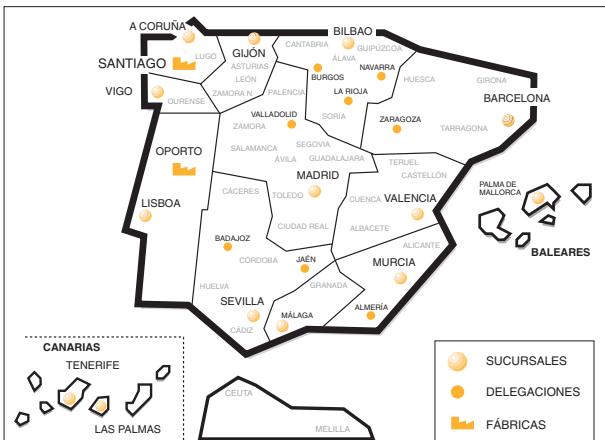 A CORUÑA
LUGO
SANTIAGO
VIGO
OURENSE
GIJÓN
ASTURIAS
LEÓN
ZAMORA N
PALENCIA
BILBAO
CANTABRIA
GUIPÚZCOA
ÁLAVA
BURGOS
NAVARRA
LA RIOJA
SORIA
HUESCA
GIRONA
BARCELONA
ZARAGOZA
TARRAGONA
VALLADOLID
ZAMORA
SEGOVIA
SALAMANCA
ÁVILA
GUADALAJARA
MADRID
TOLEDO
CIUDAD REAL
OPORTO
LISBOA
CÁCERES
TERUEL
CASTELLÓN
CUENCA
VALENCIA
ALBACETE
PALMA DE
MALLORCA
BALEARES
BADAJOZ
CÓRDOBA
JAÉN
HUELVA
SEVILLA
CÁDIZ
GRANADA
MÁLAGA
ALICANTE
MURCIA
ALMERÍA
CANARIAS
TENERIFE
LAS PALMAS
CEUTA
MELILLA
SUCURSALES
DELEGACIONES
FÁBRICAS